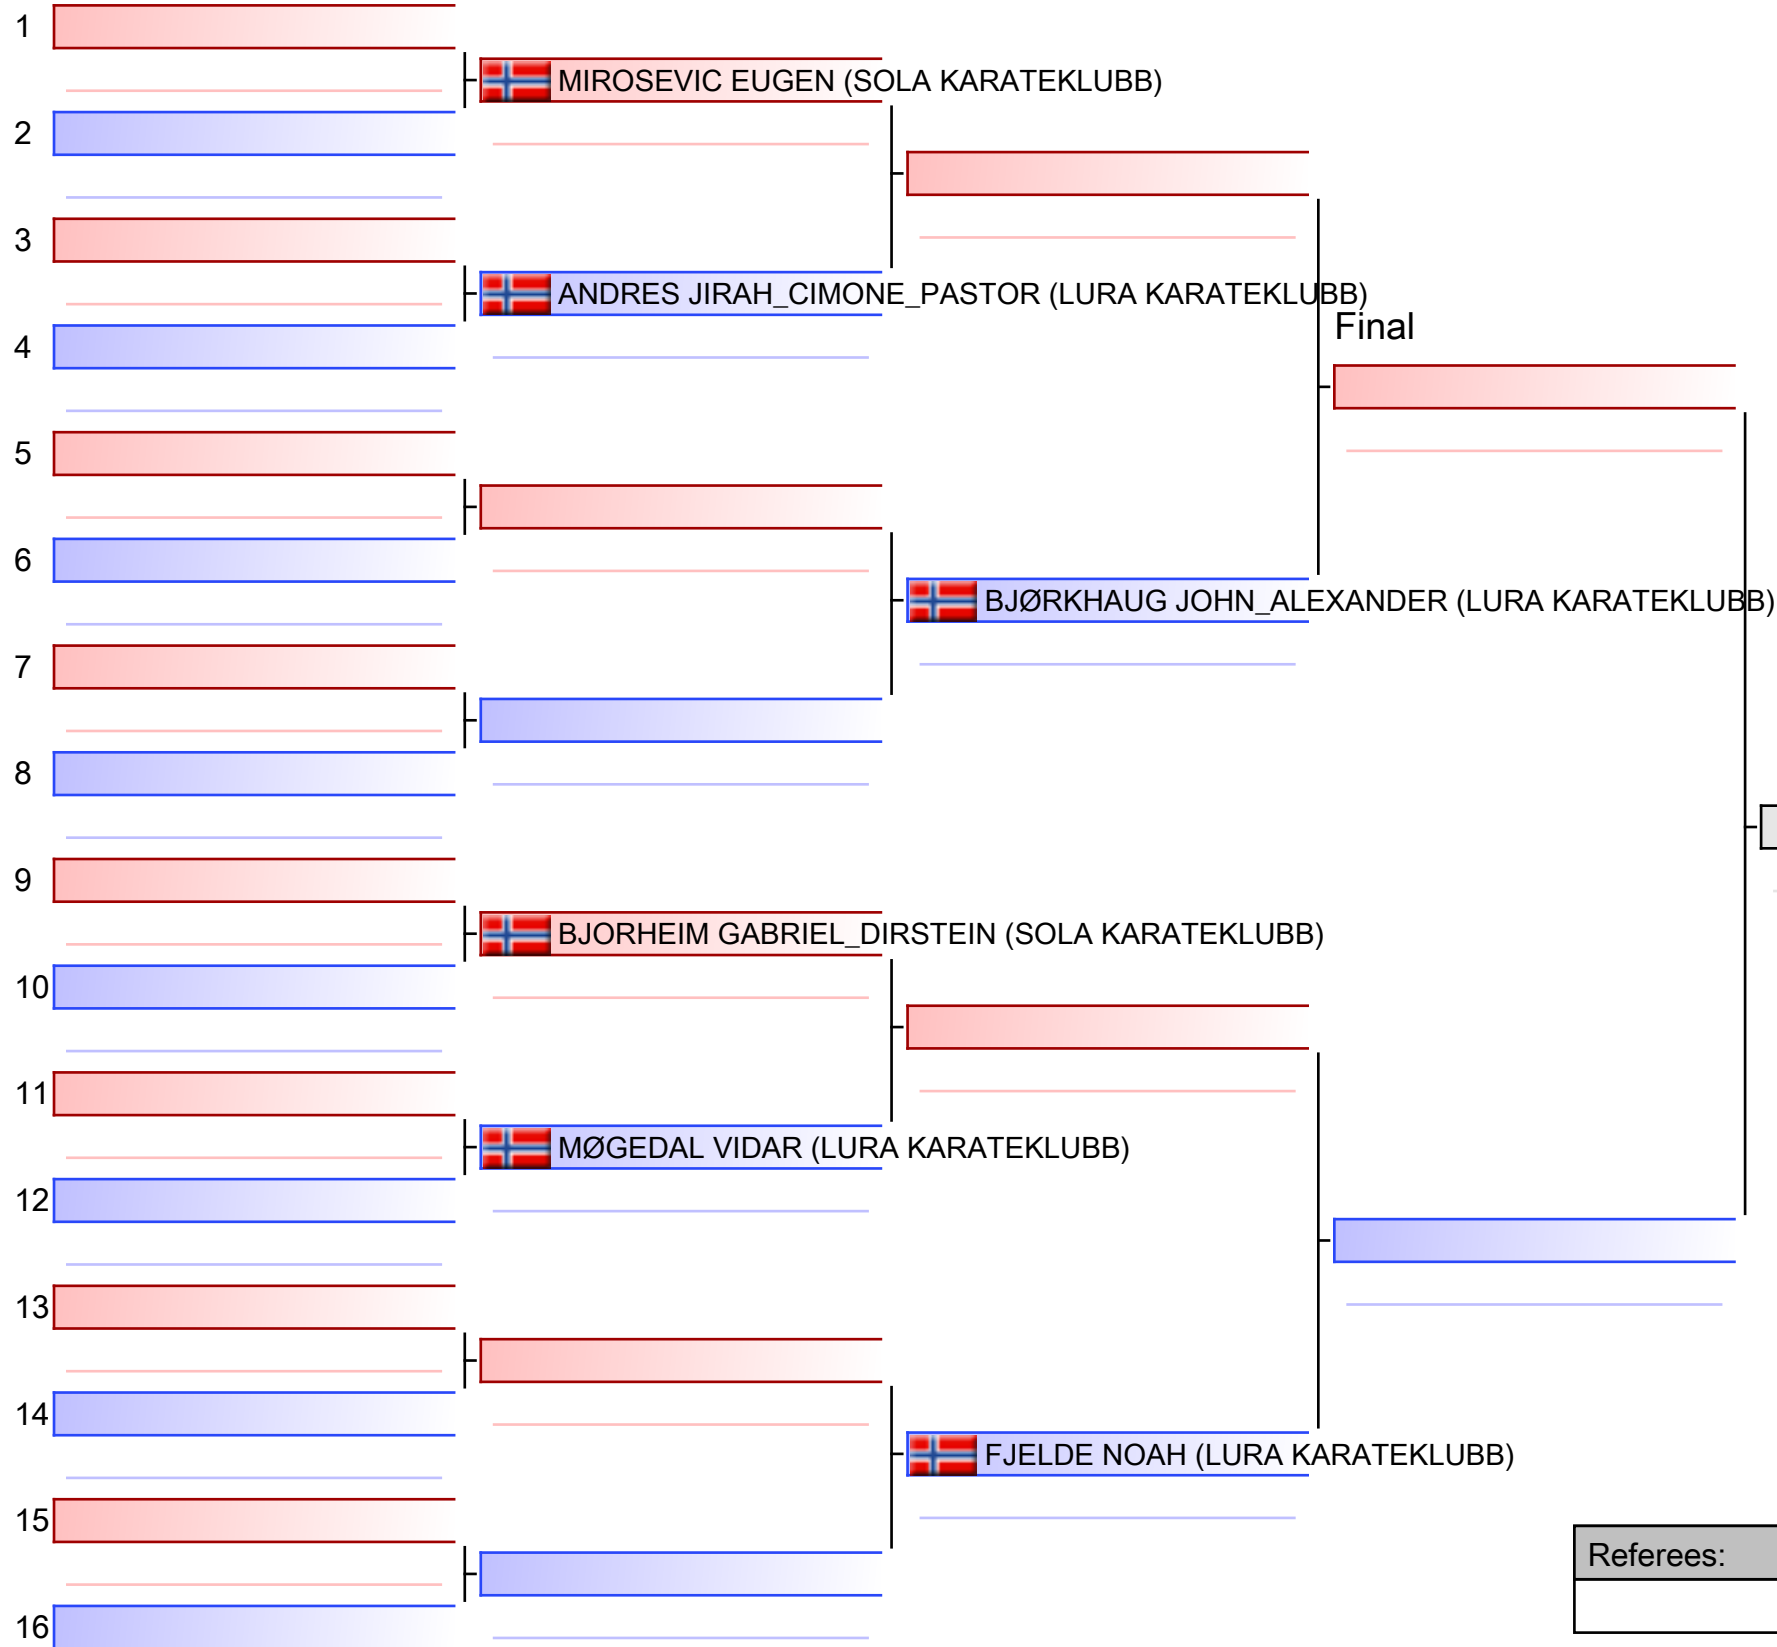 1
MIROSEVIC EUGEN (SOLA KARATEKLUBB)
2
3
ANDRES JIRAH_CIMONE_PASTOR (LURA KARATEKLUBB)
Final
4
5
6
BJØRKHAUG JOHN_ALEXANDER (LURA KARATEKLUBB)
7
8
9
BJORHEIM GABRIEL_DIRSTEIN (SOLA KARATEKLUBB)
10
11
MØGEDAL VIDAR (LURA KARATEKLUBB)
12
13
14
FJELDE NOAH (LURA KARATEKLUBB)
15
Referees:
16